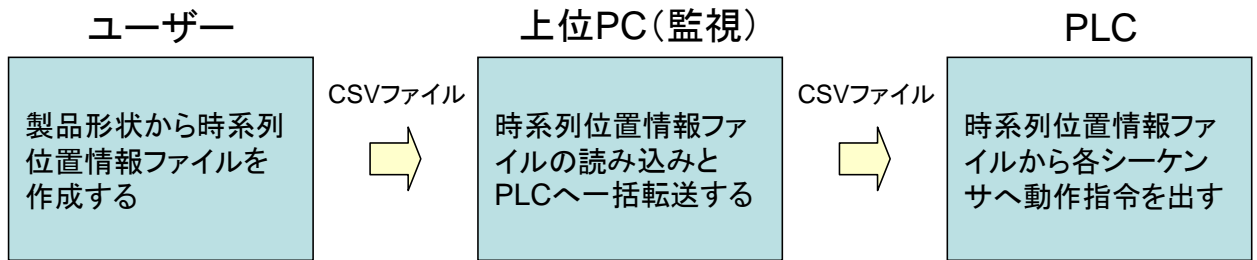 ユーザー
上位PC(監視)
PLC
製品形状から時系列
位置情報ファイルを
作成する
CSVファイル
時系列位置情報ファ
イルの読み込みと
PLCへ一括転送する
CSVファイル
時系列位置情報ファ
イルから各シーケン
サへ動作指令を出す